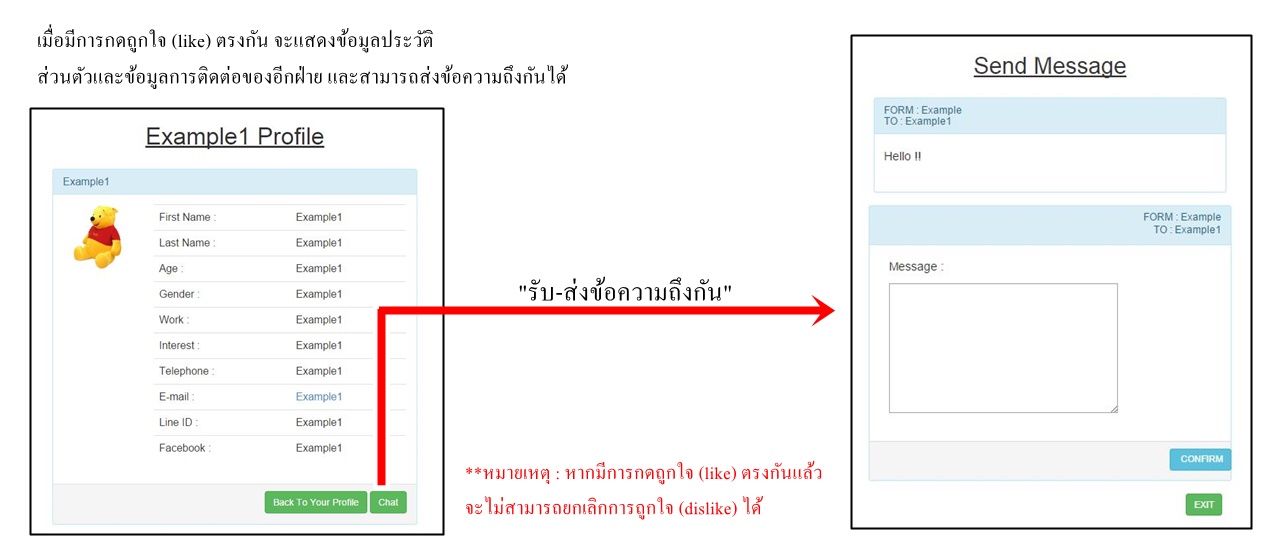 เมื่อมีการกดถูกใจ (like) ตรงกัน จะแสดงข้อมูลประวัติ
ส่วนตัวและข้อมูลการติดต่อของอีกฝ่าย และสามารถส่งข้อความถึงกันได้
Example1 Profile
Example1
First Name : Example1
Last Name : Example1
Age : Example1
Gender : Example1
Work : Example1
Interest : Example1
Telephone : Example1
E-mail : Example1
Line ID : Example1
Facebook : Example1
Back To Your Profile Chat
"รับ-ส่งข้อความถึงกัน"
**หมายเหตุ : หากมีการกดถูกใจ (like) ตรงกันแล้ว
จะไม่สามารถยกเลิกการถูกใจ (dislike) ได้
Send Message
FORM : Example
TO : Example1
Hello !!
FORM : Example
TO : Example1
Message :
CONFIRM
EXIT